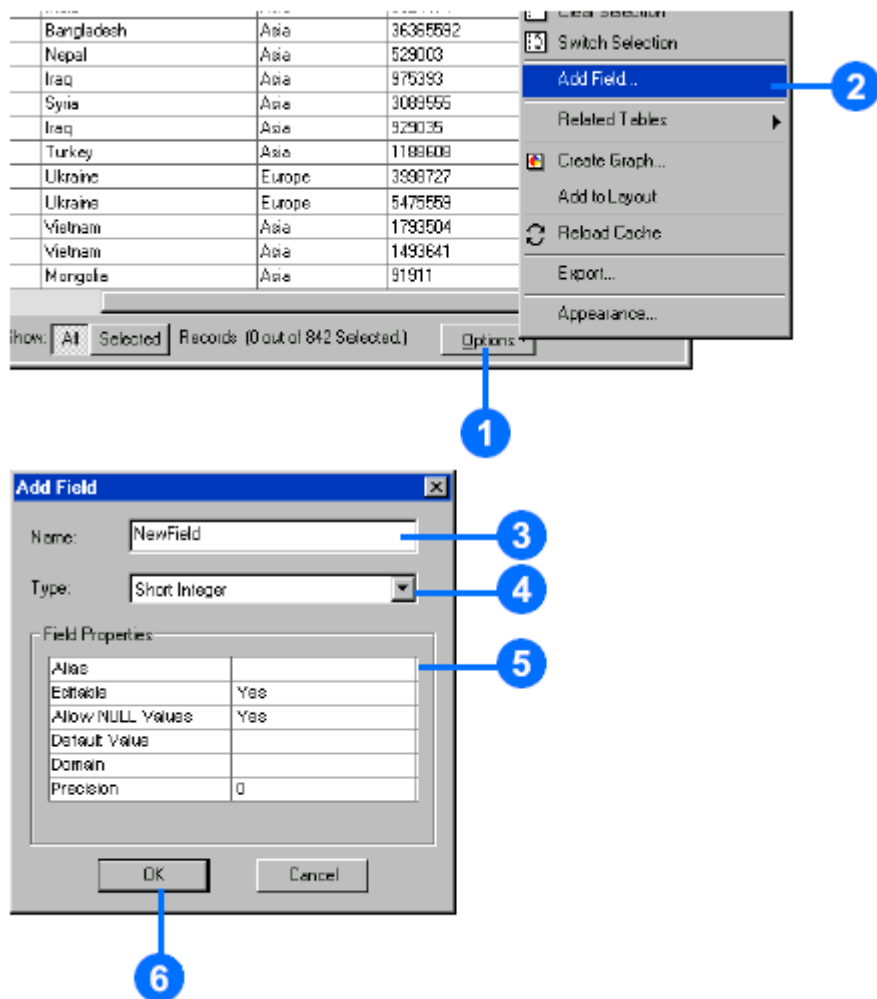 Clear Selection
Bangladesh Asia 36365592
Switch Selection
Nepal Asia 529003
Iraq Asia 975393
Add Field...
2
Syria Asia 3089555
Iraq Asia 929035
Related Tables
Turkey Asia 1188608
Ukraine Europe 3998727
Create Graph...
Ukraine Europe 5475559
Add to Layout
Vietnam Asia 1793504
Vietnam Asia 1493641
Reload Cache
Mongolia Asia 91911
Export...
Appearance...
Show: All Selected Records (0 out of 842 Selected.) Options
1
Add Field
Name: NewField
3
Type: Short Integer
4
Field Properties
5
Alias
Editable Yes
Allow NULL Values Yes
Default Value
Domain
Precision 0
OK Cancel
6